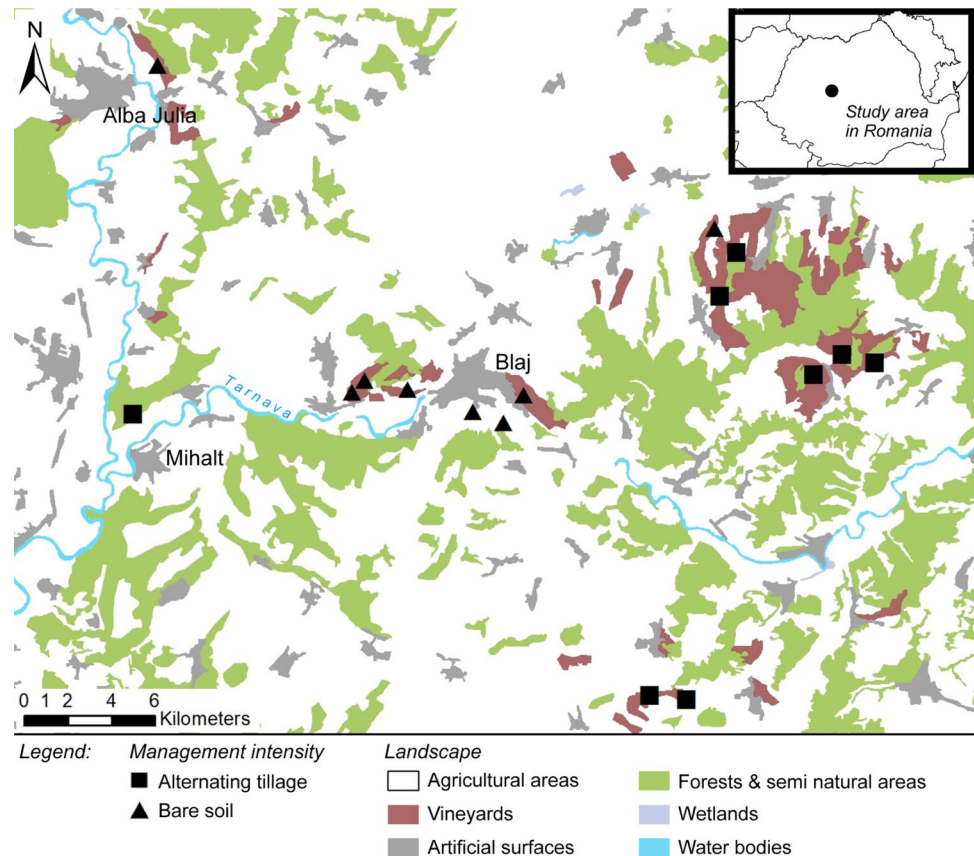 N
Alba Julia
Study area
in Romania
Blaj
Tarnava
Mihalt
0 1 2 4 6
Kilometers
Legend: Management intensity Landscape
Alternating tillage Agricultural areas Forests & semi natural areas
Bare soil Vineyards Wetlands
Artificial surfaces Water bodies